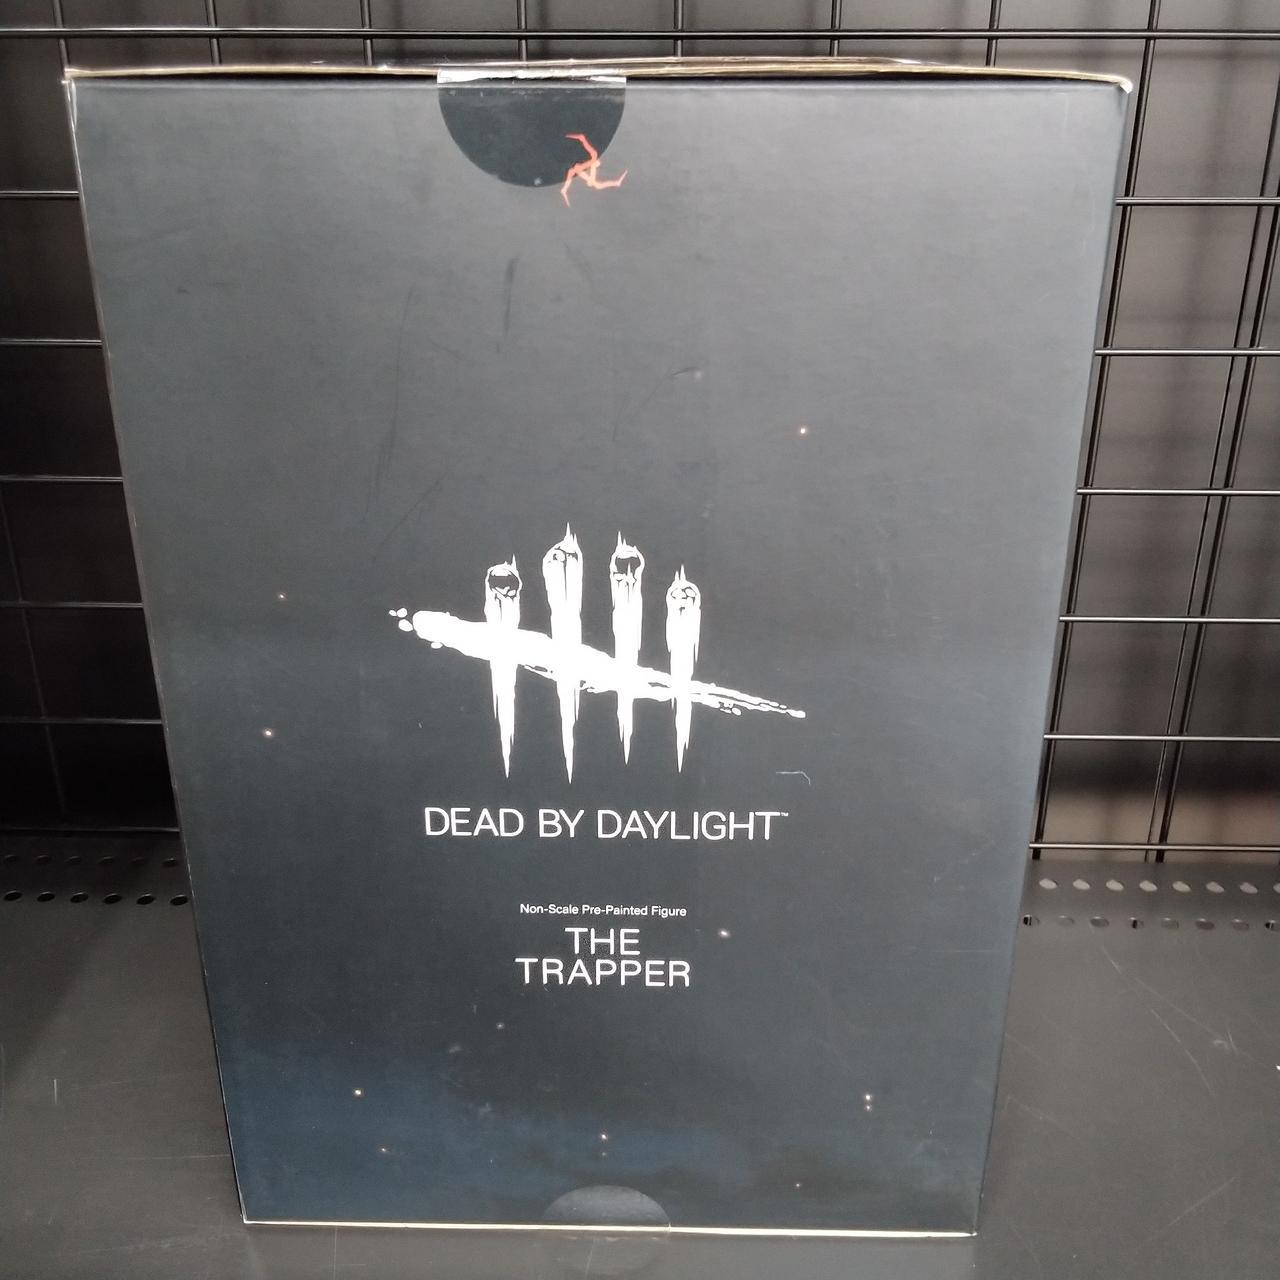 DEAD BY DAYLIGHT™
Non-Scale Pre-Painted Figure
THE
TRAPPER